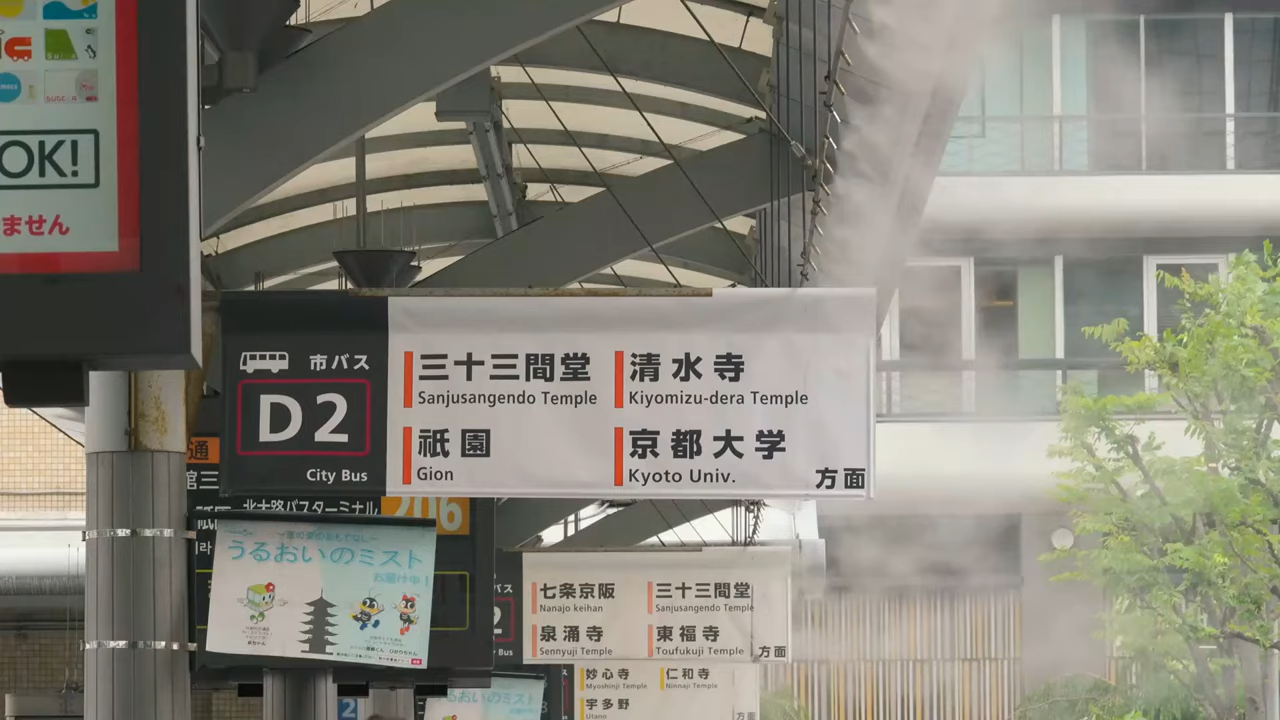 OK!
ません
市バス
D2
City Bus
三十三間堂
Sanjusangendo Temple
清水寺
Kiyomizu-dera Temple
祇園
Gion
京都大学
Kyoto Univ.
方面
北大路バスターミナル
206
うるおいのミスト
お届け中!
七条京阪
Nanajo keihan
三十三間堂
Sanjusangendo Temple
泉涌寺
Sennyuji Temple
東福寺
Toufukuji Temple
方面
妙心寺
Myoshinji Temple
仁和寺
Ninnaji Temple
宇多野
Utano
方面
2
うるおいのミスト